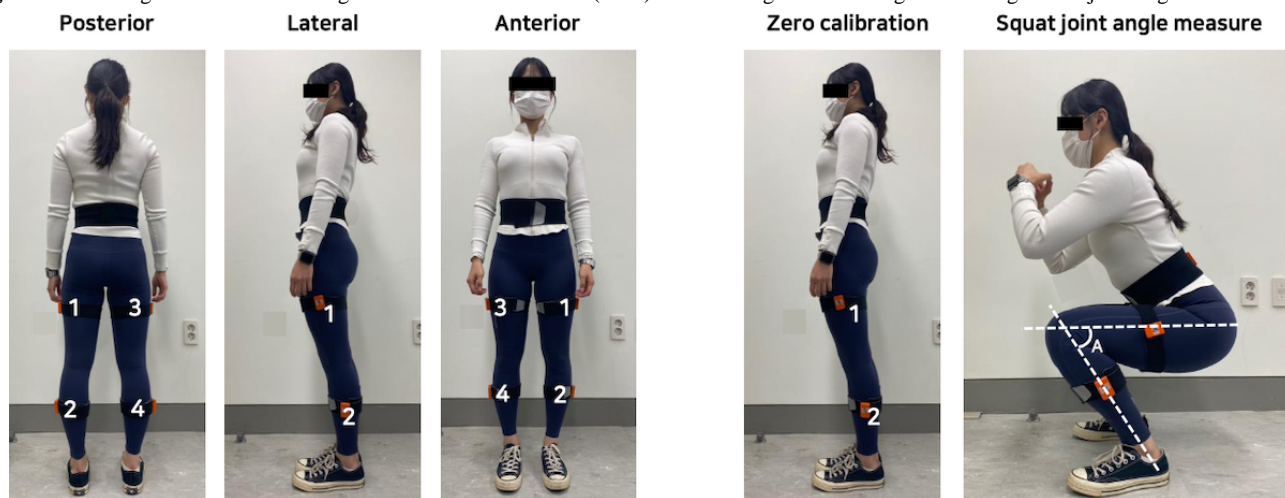 Posterior
Lateral
Anterior
Zero calibration
Squat joint angle measure
1
3
1
3
1
1
2
4
2
4
2
2
A